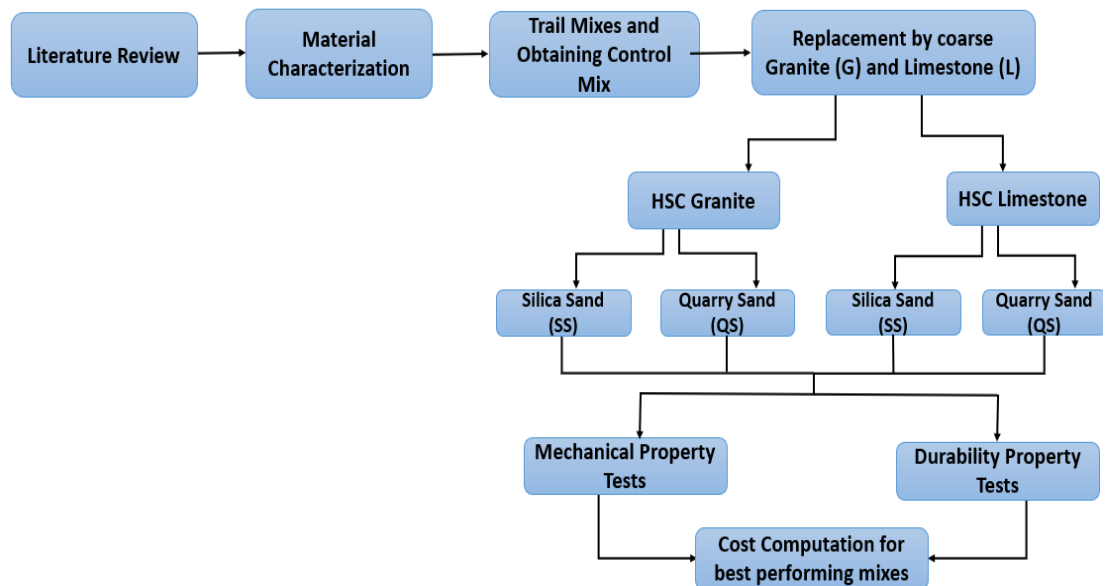 Literature Review
Material
Characterization
Trail Mixes and
Obtaining Control
Mix
Replacement by coarse
Granite (G) and Limestone (L)
HSC Granite
HSC Limestone
Silica Sand
(SS)
Quarry Sand
(QS)
Silica Sand
(SS)
Quarry Sand
(QS)
Mechanical Property
Tests
Durability Property
Tests
Cost Computation for
best performing mixes